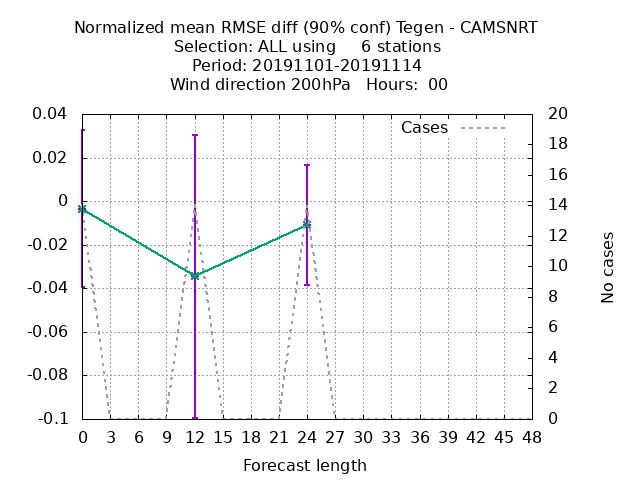 Normalized mean RMSE diff (90% conf) Tegen - CAMSNRT
Selection: ALL using     6 stations
Period: 20191101-20191114
Wind direction 200hPa   Hours:  00
Cases
0.04
0.02
0
-0.02
-0.04
-0.06
-0.08
-0.1
20
18
16
14
12
10
8
6
4
2
0
No cases
0 3 6 9 12 15 18 21 24 27 30 33 36 39 42 45 48
Forecast length